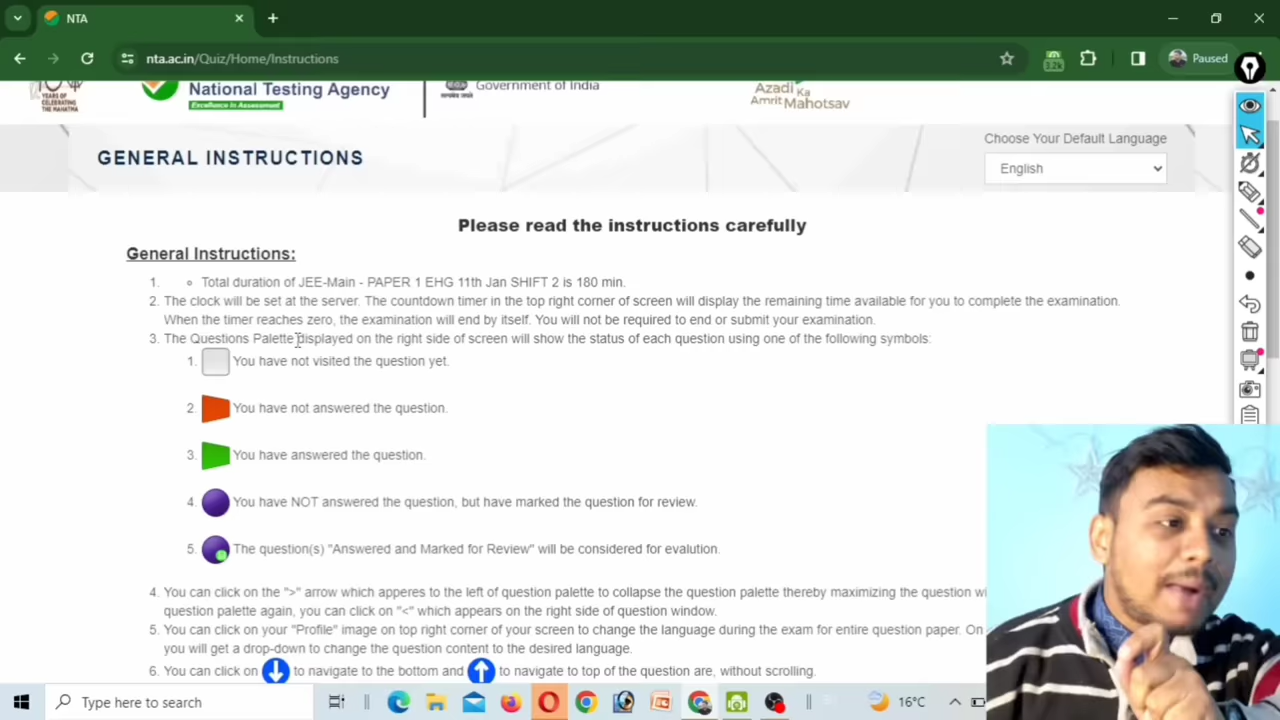 NTA
nta.ac.in/Quiz/Home/Instructions
Paused
3.2k
YEARS OF
CELEBRATING
THE MAHATMA
National Testing Agency
Excellence in Assessment
Government of India
Azadi Ka
Amrit Mahotsav
GENERAL INSTRUCTIONS
Choose Your Default Language
English
Please read the instructions carefully
General Instructions:
1. Total duration of JEE-Main - PAPER 1 EHG 11th Jan SHIFT 2 is 180 min.
2. The clock will be set at the server. The countdown timer in the top right corner of screen will display the remaining time available for you to complete the examination.
When the timer reaches zero, the examination will end by itself. You will not be required to end or submit your examination.
3. The Questions Palette displayed on the right side of screen will show the status of each question using one of the following symbols:
1. You have not visited the question yet.
2. You have not answered the question.
3. You have answered the question.
4. You have NOT answered the question, but have marked the question for review.
5. The question(s) "Answered and Marked for Review" will be considered for evalution.
4. You can click on the ">" arrow which apperes to the left of question palette to collapse the question palette thereby maximizing the question wi
question palette again, you can click on "<" which appears on the right side of question window.
5. You can click on your "Profile" image on top right corner of your screen to change the language during the exam for entire question paper. On
you will get a drop-down to change the question content to the desired language.
6. You can click on to navigate to the bottom and to navigate to top of the question are, without scrolling.
Type here to search
16°C